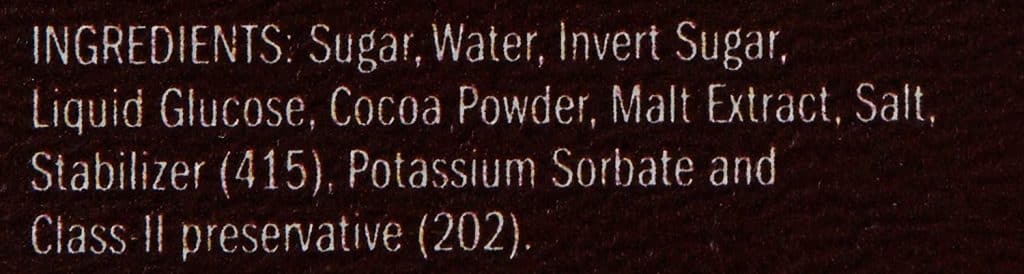 INGREDIENTS: Sugar, Water, Invert Sugar,
Liquid Glucose, Cocoa Powder, Malt Extract, Salt,
Stabilizer (415), Potassium Sorbate and
Class-II preservative (202).